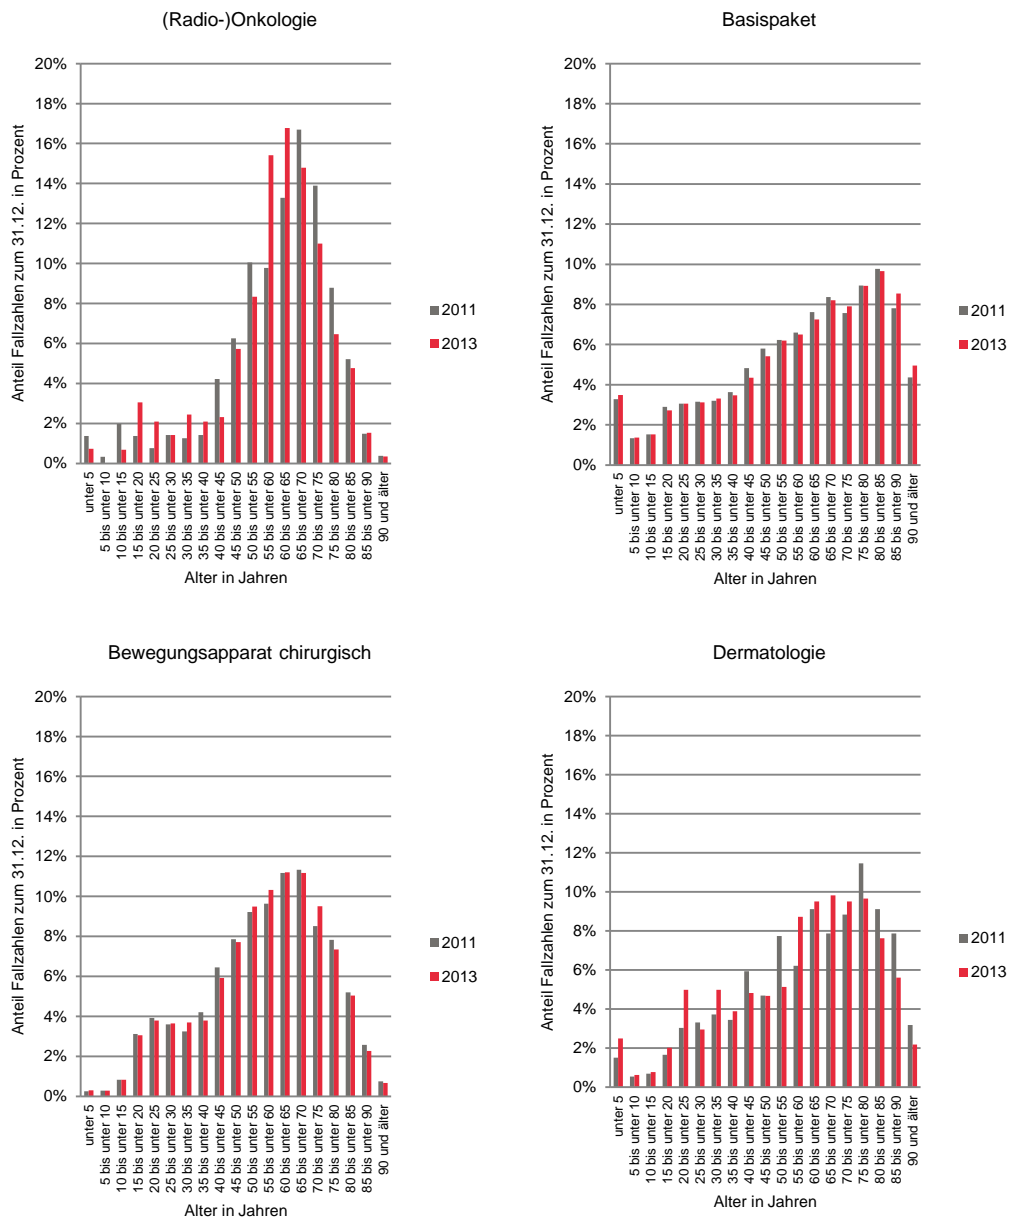 (Radio-)Onkologie
Anteil Fallzahlen zum 31.12. in Prozent
20%
18%
16%
14%
12%
10%
8%
6%
4%
2%
0%
unter 5
5 bis unter 10
10 bis unter 15
15 bis unter 20
20 bis unter 25
25 bis unter 30
30 bis unter 35
35 bis unter 40
40 bis unter 45
45 bis unter 50
50 bis unter 55
55 bis unter 60
60 bis unter 65
65 bis unter 70
70 bis unter 75
75 bis unter 80
80 bis unter 85
85 bis unter 90
90 und älter
Alter in Jahren
2011
2013
Basispaket
Anteil Fallzahlen zum 31.12. in Prozent
20%
18%
16%
14%
12%
10%
8%
6%
4%
2%
0%
unter 5
5 bis unter 10
10 bis unter 15
15 bis unter 20
20 bis unter 25
25 bis unter 30
30 bis unter 35
35 bis unter 40
40 bis unter 45
45 bis unter 50
50 bis unter 55
55 bis unter 60
60 bis unter 65
65 bis unter 70
70 bis unter 75
75 bis unter 80
80 bis unter 85
85 bis unter 90
90 und älter
Alter in Jahren
2011
2013
Bewegungsapparat chirurgisch
Anteil Fallzahlen zum 31.12. in Prozent
20%
18%
16%
14%
12%
10%
8%
6%
4%
2%
0%
unter 5
5 bis unter 10
10 bis unter 15
15 bis unter 20
20 bis unter 25
25 bis unter 30
30 bis unter 35
35 bis unter 40
40 bis unter 45
45 bis unter 50
50 bis unter 55
55 bis unter 60
60 bis unter 65
65 bis unter 70
70 bis unter 75
75 bis unter 80
80 bis unter 85
85 bis unter 90
90 und älter
Alter in Jahren
2011
2013
Dermatologie
Anteil Fallzahlen zum 31.12. in Prozent
20%
18%
16%
14%
12%
10%
8%
6%
4%
2%
0%
unter 5
5 bis unter 10
10 bis unter 15
15 bis unter 20
20 bis unter 25
25 bis unter 30
30 bis unter 35
35 bis unter 40
40 bis unter 45
45 bis unter 50
50 bis unter 55
55 bis unter 60
60 bis unter 65
65 bis unter 70
70 bis unter 75
75 bis unter 80
80 bis unter 85
85 bis unter 90
90 und älter
Alter in Jahren
2011
2013